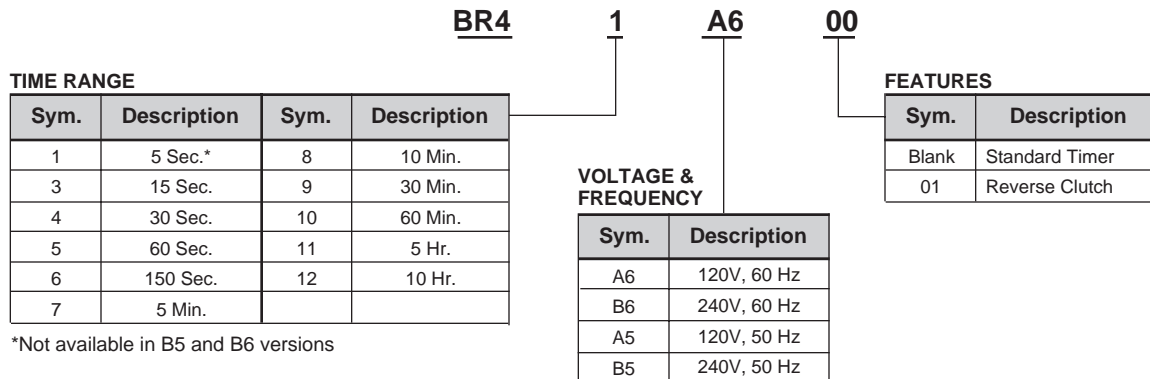 BR4 1 A6 00
TIME RANGE
Sym. Description Sym. Description
1 5 Sec.* 8 10 Min.
3 15 Sec. 9 30 Min.
4 30 Sec. 10 60 Min.
5 60 Sec. 11 5 Hr.
6 150 Sec. 12 10 Hr.
7 5 Min.
*Not available in B5 and B6 versions
VOLTAGE &
FREQUENCY
Sym. Description
A6 120V, 60 Hz
B6 240V, 60 Hz
A5 120V, 50 Hz
B5 240V, 50 Hz
FEATURES
Sym. Description
Blank Standard Timer
01 Reverse Clutch